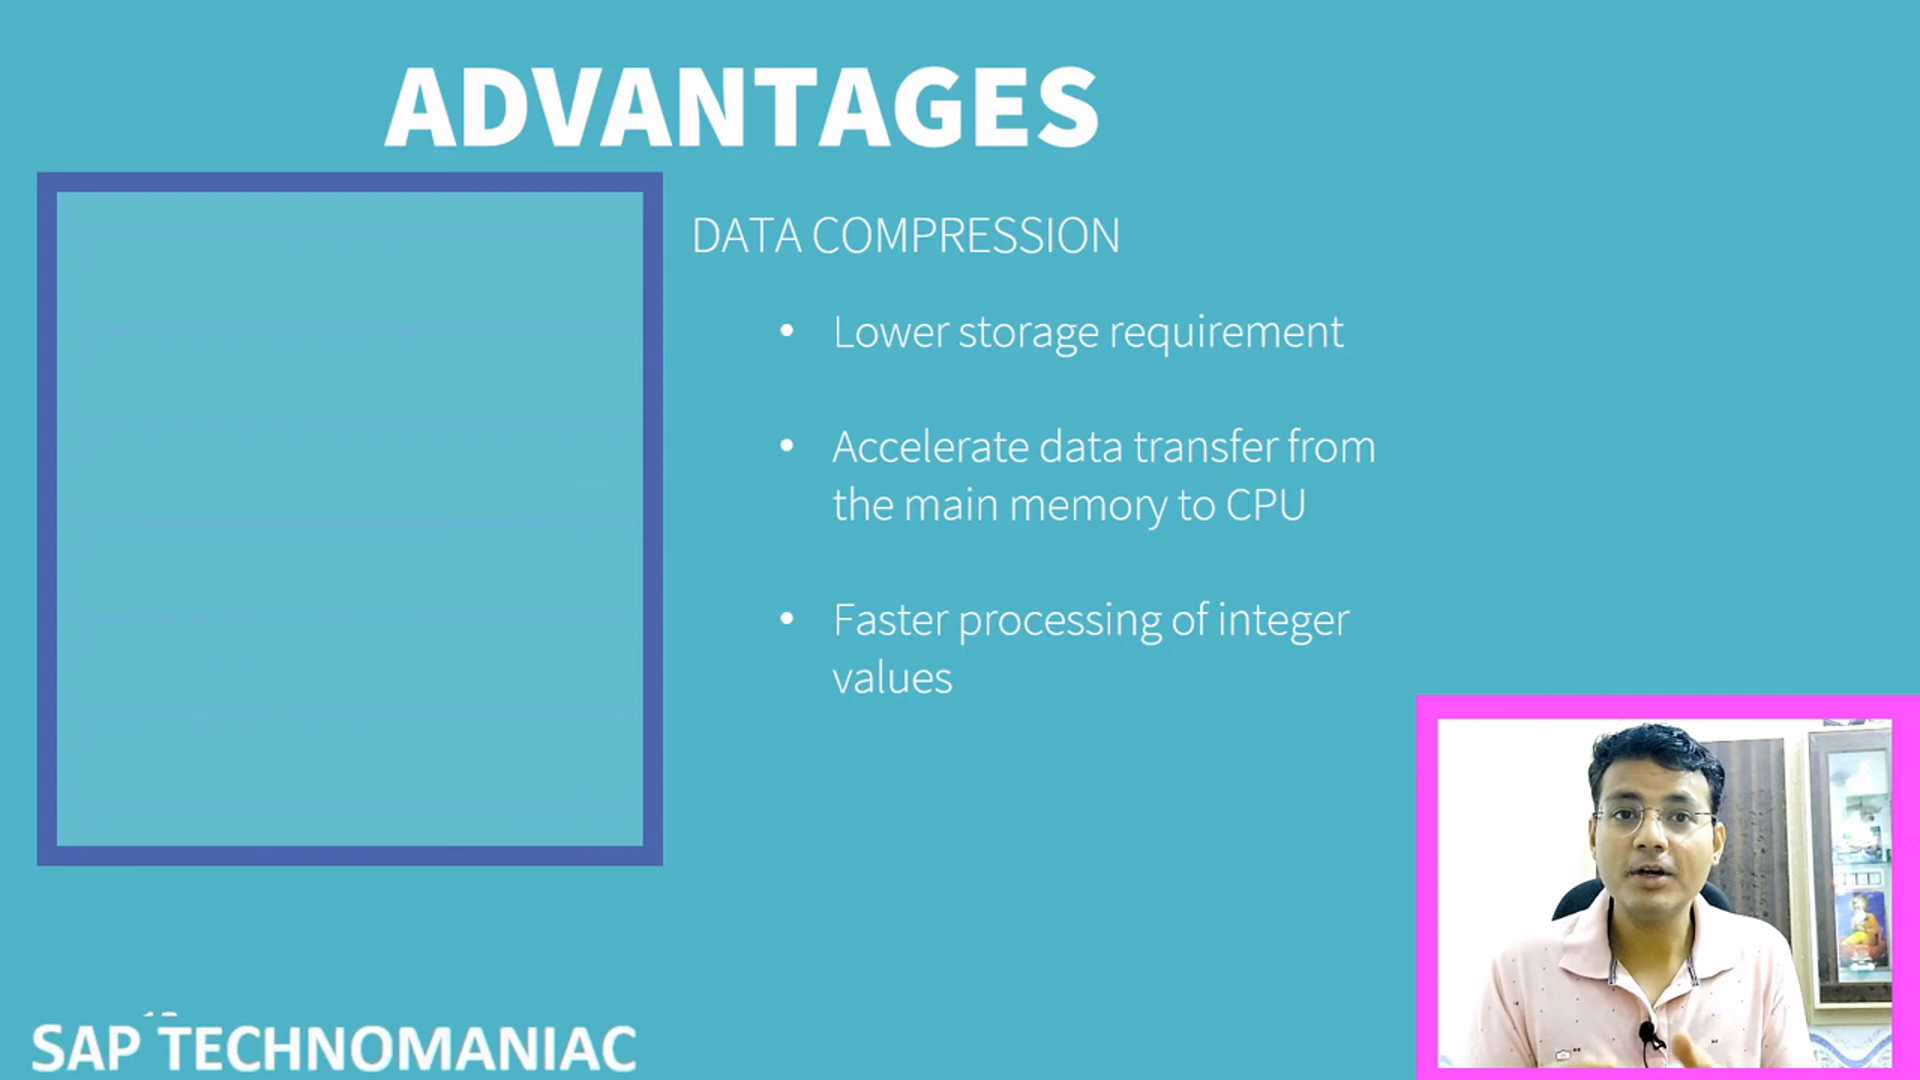 ADVANTAGES
DATA COMPRESSION
• Lower storage requirement
• Accelerate data transfer from
the main memory to CPU
• Faster processing of integer
values
SAP TECHNOMANIAC